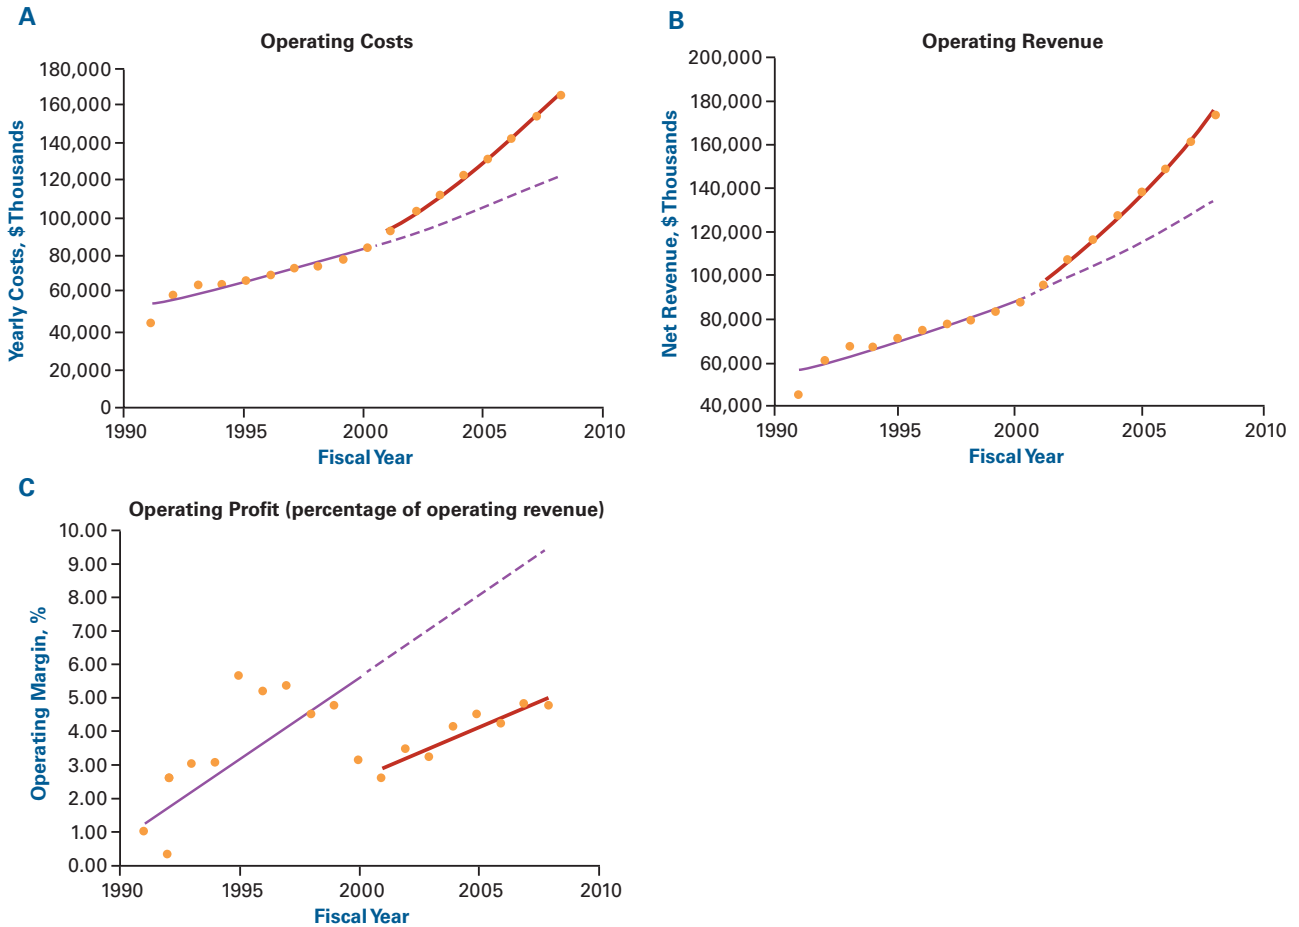 A
Operating Costs
Yearly Costs, $ Thousands
180,000
160,000
140,000
120,000
100,000
80,000
60,000
40,000
20,000
0
1990 1995 2000 2005 2010
Fiscal Year
B
Operating Revenue
Net Revenue, $ Thousands
200,000
180,000
160,000
140,000
120,000
100,000
80,000
60,000
40,000
1990 1995 2000 2005 2010
Fiscal Year
C
Operating Profit (percentage of operating revenue)
Operating Margin, %
10.00
9.00
8.00
7.00
6.00
5.00
4.00
3.00
2.00
1.00
0.00
1990 1995 2000 2005 2010
Fiscal Year